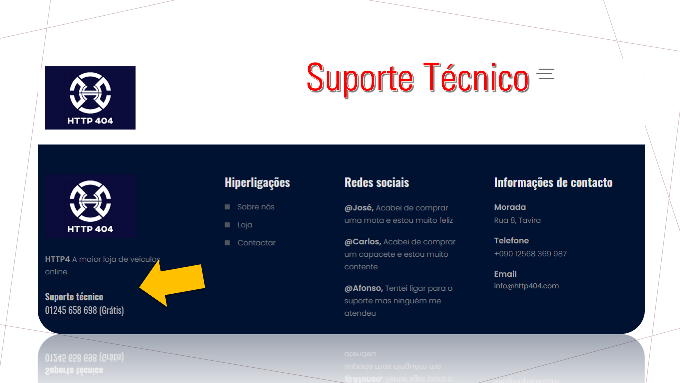 Suporte Técnico
HTTP 404
HTTP 404
HTTP4 A maior loja de veículos
online.
Suporte técnico
01245 658 698 (Grátis)
Hiperligações
Sobre nós
Loja
Contactar
Redes sociais
@José, Acabei de comprar
uma mota e estou muito feliz
@Carlos, Acabei de comprar
um capacete e estou muito
contente
@Afonso, Tentei ligar para o
suporte mas ninguém me
atendeu
Informações de contacto
Morada
Rua 6, Tavira
Telefone
+090 12568 369 987
Email
info@http404.com